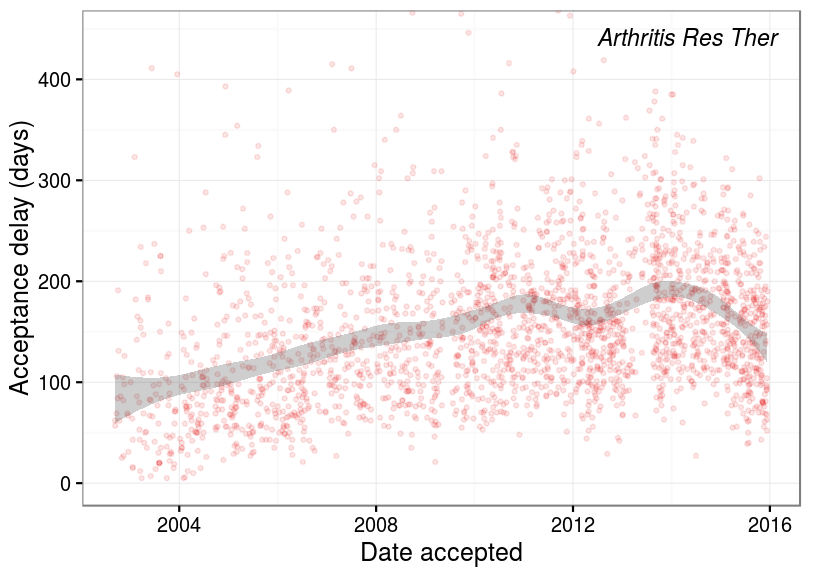 Arthritis Res Ther
Acceptance delay (days)
400
300
200
100
0
2004 2008 2012 2016
Date accepted